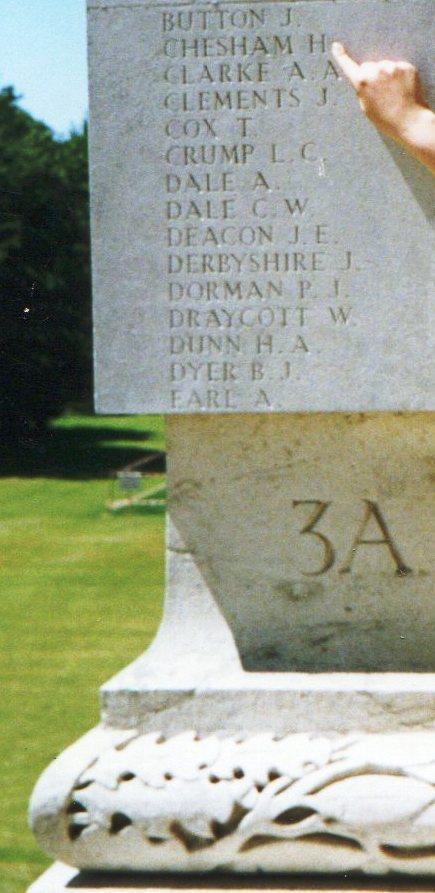 BUTTON J.
CHESHAM H.
CLARKE A. A.
CLEMENTS J.
COX T.
CRUMP L. C.
DALE A.
DALE C. W.
DEACON J. E.
DERBYSHIRE J.
DORMAN P. J.
DRAYCOTT W.
DUNN H. A.
DYER B. J.
EARL A.
3A.